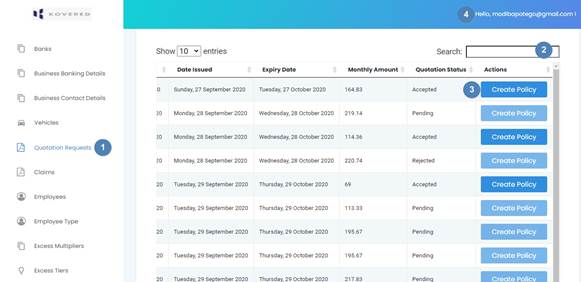 KOVERED
4 Hello, modibapotego@gmail.com !
Banks
Business Banking Details
Business Contact Details
Vehicles
Quotation Requests 1
Claims
Employees
Employee Type
Excess Multipliers
Excess Tiers
Show 10 entries Search: 2
Date Issued Expiry Date Monthly Amount Quotation Status Actions
0 Sunday, 27 September 2020 Tuesday, 27 October 2020 164.83 Accepted 3 Create Policy
20 Monday, 28 September 2020 Wednesday, 28 October 2020 219.14 Pending Create Policy
20 Monday, 28 September 2020 Wednesday, 28 October 2020 114.36 Accepted Create Policy
20 Monday, 28 September 2020 Wednesday, 28 October 2020 220.74 Rejected Create Policy
20 Tuesday, 29 September 2020 Thursday, 29 October 2020 69 Accepted Create Policy
20 Tuesday, 29 September 2020 Thursday, 29 October 2020 113.33 Pending Create Policy
20 Tuesday, 29 September 2020 Thursday, 29 October 2020 195.67 Pending Create Policy
20 Tuesday, 29 September 2020 Thursday, 29 October 2020 195.67 Pending Create Policy
20 Tuesday, 29 September 2020 Thursday, 29 October 2020 217.83 Pending Create Policy